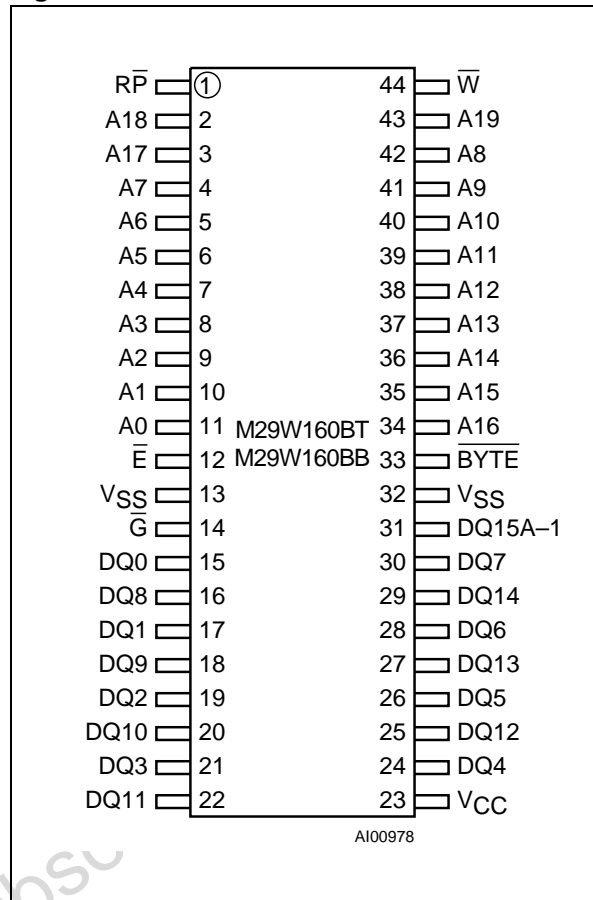 RP̅ 1 44 W̅
A18 2 43 A19
A17 3 42 A8
A7 4 41 A9
A6 5 40 A10
A5 6 39 A11
A4 7 38 A12
A3 8 37 A13
A2 9 36 A14
A1 10 35 A15
A0 11 M29W160BT 34 A16
E̅ 12 M29W160BB 33 B̅Y̅T̅E̅
VSS 13 32 VSS
G̅ 14 31 DQ15A–1
DQ0 15 30 DQ7
DQ8 16 29 DQ14
DQ1 17 28 DQ6
DQ9 18 27 DQ13
DQ2 19 26 DQ5
DQ10 20 25 DQ12
DQ3 21 24 DQ4
DQ11 22 23 VCC
AI00978